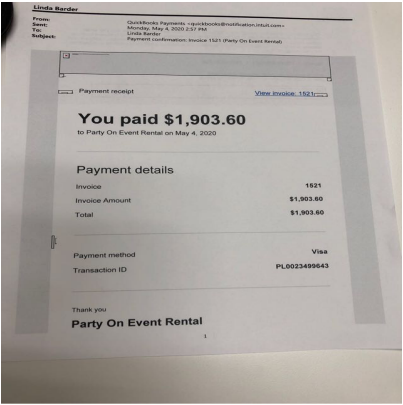 Linda Barder
From: QuickBooks Payments <quickbooks@notification.intuit.com>
Sent: Monday, May 4, 2020 2:57 PM
To: Linda Barder
Subject: Payment confirmation: Invoice 1521 (Party On Event Rental)
Payment receipt View invoice: 1521
You paid $1,903.60
to Party On Event Rental on May 4, 2020
Payment details
Invoice 1521
Invoice Amount $1,903.60
Total $1,903.60
Payment method Visa
Transaction ID PL0023499643
Thank you
Party On Event Rental
1